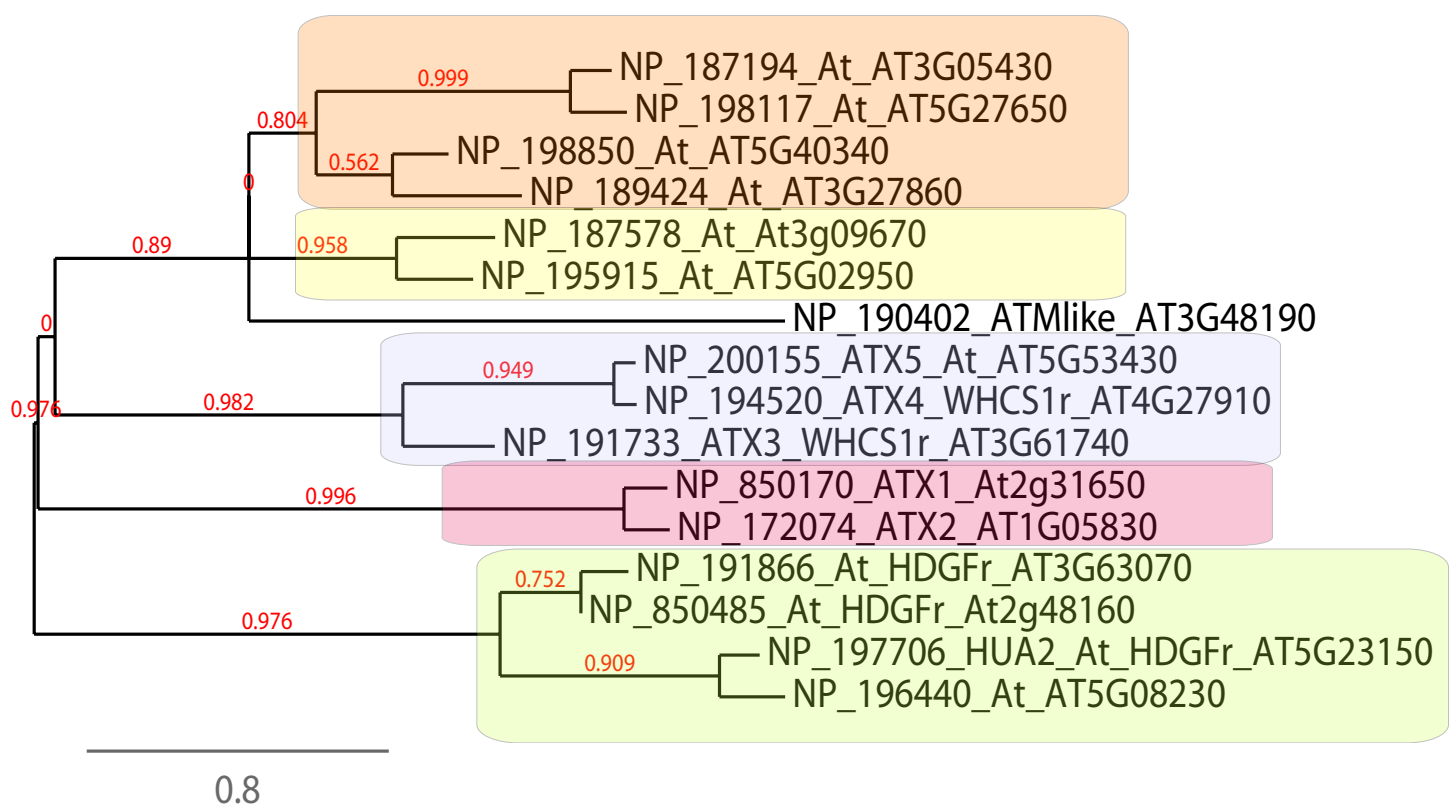 NP_187194_At_AT3G05430
0.999
NP_198117_At_AT5G27650
0.804
NP_198850_At_AT5G40340
0.562
0
NP_189424_At_AT3G27860
NP_187578_At_At3g09670
0.89
0.958
NP_195915_At_AT5G02950
NP_190402_ATMlike_AT3G48190
0
NP_200155_ATX5_At_AT5G53430
0.949
NP_194520_ATX4_WHCS1r_AT4G27910
0.982
0.976
NP_191733_ATX3_WHCS1r_AT3G61740
NP_850170_ATX1_At2g31650
0.996
NP_172074_ATX2_AT1G05830
NP_191866_At_HDGFr_AT3G63070
0.752
NP_850485_At_HDGFr_At2g48160
0.976
NP_197706_HUA2_At_HDGFr_AT5G23150
0.909
NP_196440_At_AT5G08230
0.8